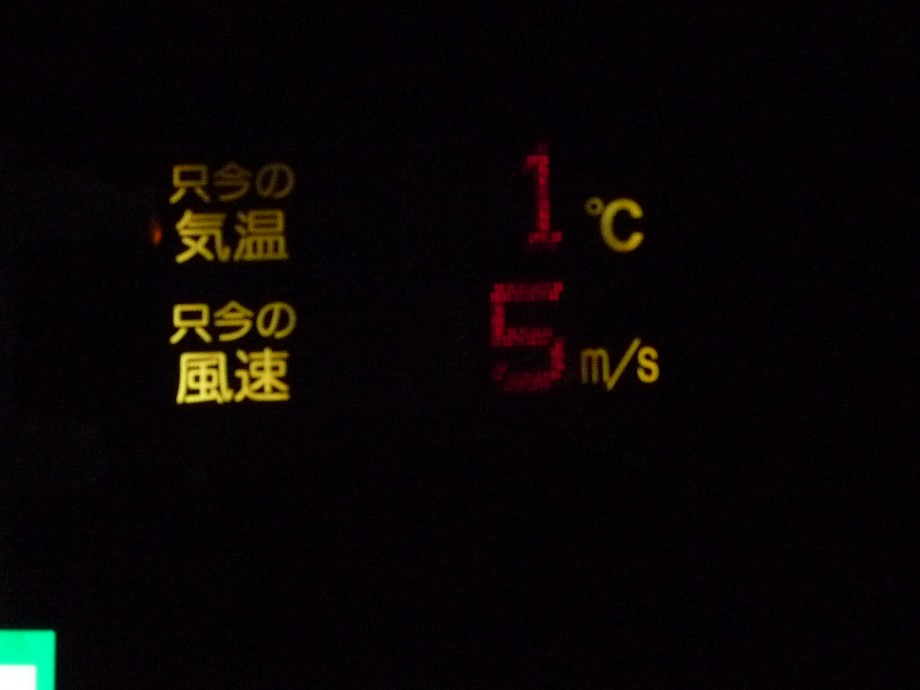 只今の
気温 1 ℃
只今の
風速 5 m/s